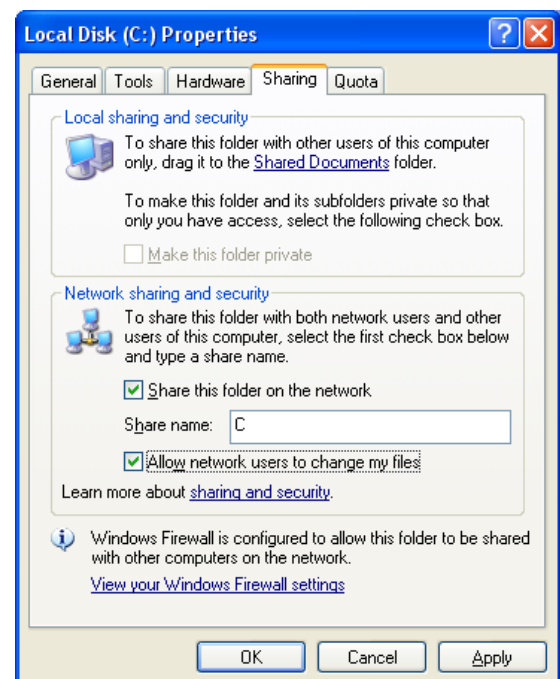 Local Disk (C:) Properties
General Tools Hardware Sharing Quota
Local sharing and security
To share this folder with other users of this computer
only, drag it to the Shared Documents folder.
To make this folder and its subfolders private so that
only you have access, select the following check box.
Make this folder private
Network sharing and security
To share this folder with both network users and other
users of this computer, select the first check box below
and type a share name.
Share this folder on the network
Share name: C
Allow network users to change my files
Learn more about sharing and security.
Windows Firewall is configured to allow this folder to be shared
with other computers on the network.
View your Windows Firewall settings
OK Cancel Apply